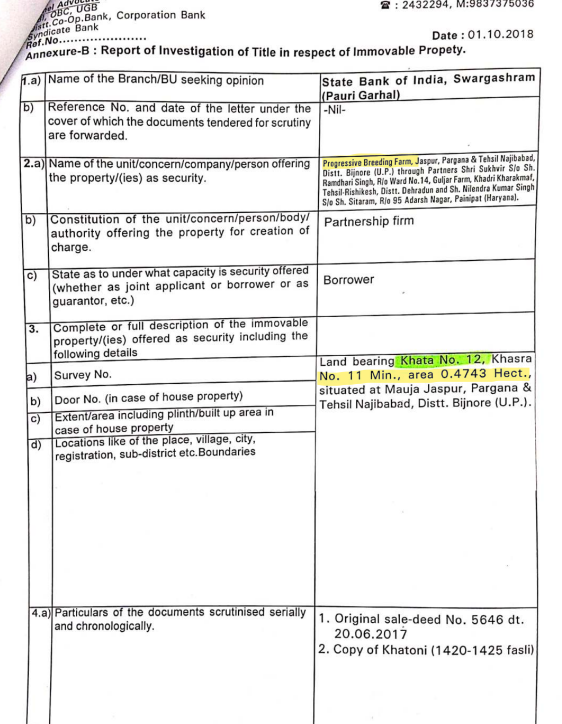 nel Advocate
OBC, UGB
Distt.Co-Op.Bank, Corporation Bank
Syndicate Bank
Ref.No.....................
☎ : 2432294, M:9837375036
Date : 01.10.2018
Annexure-B : Report of Investigation of Title in respect of Immovable Propety.
1.a) Name of the Branch/BU seeking opinion
State Bank of India, Swargashram
(Pauri Garhal)
b) Reference No. and date of the letter under the
cover of which the documents tendered for scrutiny
are forwarded.
-Nil-
2.a) Name of the unit/concern/company/person offering
the property/(ies) as security.
Progressive Breeding Farm, Jaspur, Pargana & Tehsil Najibabad,
Distt. Bijnore (U.P.) through Partners Shri Sukhvir S/o Sh.
Ramdhari Singh, R/o Ward No.14, Guljar Farm, Khadri Kharakmaf,
Tehsil-Rishikesh, Distt. Dehradun and Sh. Nilendra Kumar Singh
S/o Sh. Sitaram, R/o 95 Adarsh Nagar, Painipat (Haryana).
b) Constitution of the unit/concern/person/body/
authority offering the property for creation of
charge.
Partnership firm
c) State as to under what capacity is security offered
(whether as joint applicant or borrower or as
guarantor, etc.)
Borrower
3. Complete or full description of the immovable
property/(ies) offered as security including the
following details
a) Survey No.
b) Door No. (in case of house property)
c) Extent/area including plinth/built up area in
case of house property
d) Locations like of the place, village, city,
registration, sub-district etc.Boundaries
Land bearing Khata No. 12, Khasra
No. 11 Min., area 0.4743 Hect.,
situated at Mauja Jaspur, Pargana &
Tehsil Najibabad, Distt. Bijnore (U.P.).
4.a) Particulars of the documents scrutinised serially
and chronologically.
1. Original sale-deed No. 5646 dt.
20.06.2017
2. Copy of Khatoni (1420-1425 fasli)